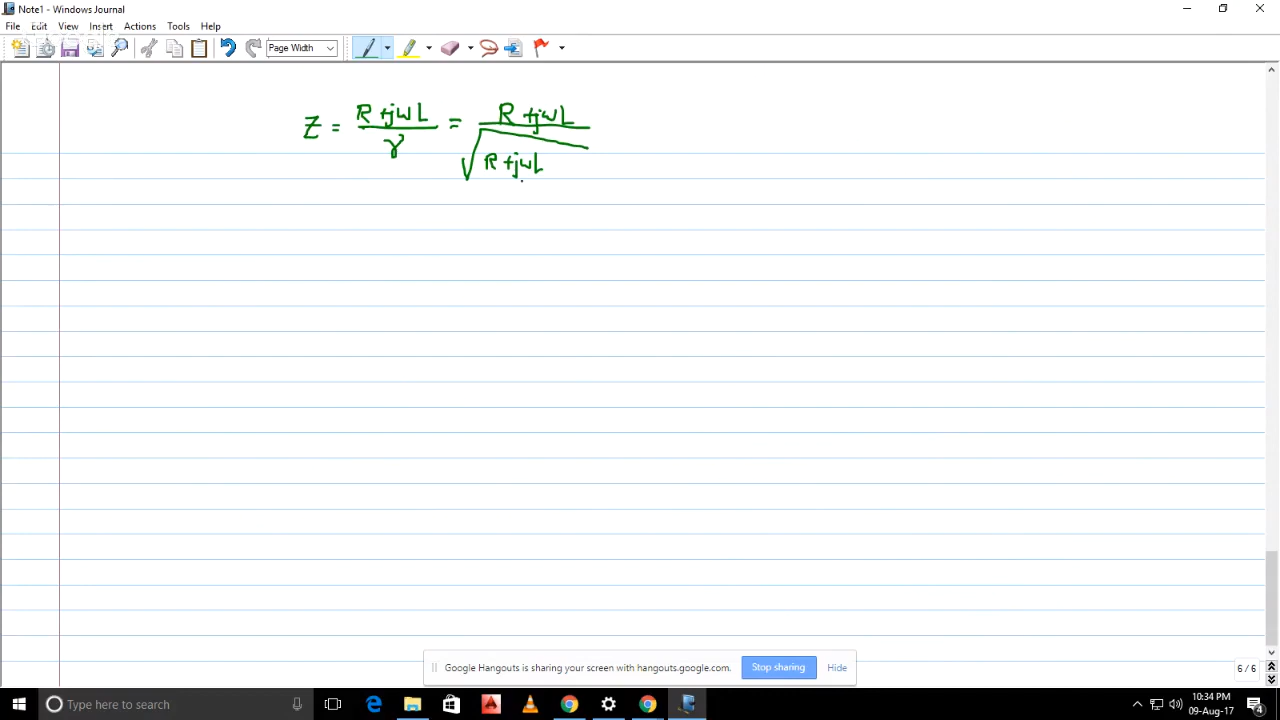 Note1 - Windows Journal
File Edit View Insert Actions Tools Help
Page Width
Z = R + jωL / γ = R + jωL / √R + jωL
Google Hangouts is sharing your screen with hangouts.google.com.
Stop sharing
Hide
6 / 6
Type here to search
10:34 PM
09-Aug-17
4